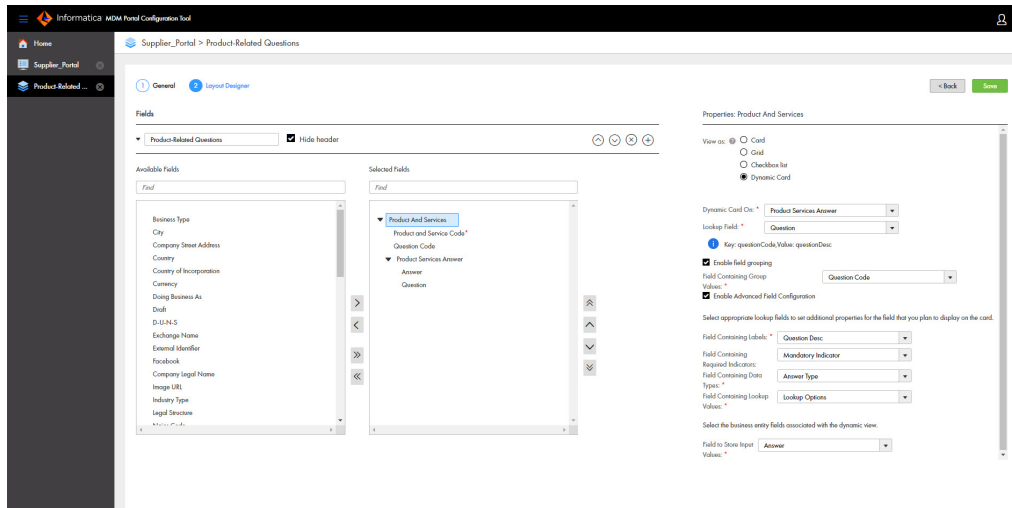 Informatica MDM Portal Configuration Tool
Home
Supplier_Portal > Product-Related Questions
Supplier_Portal
Product-Related ...
1 General 2 Layout Designer
< Back Save
Fields
Product-Related Questions Hide header
Available Fields
Find
Business Type
City
Company Street Address
Country
Country of Incorporation
Currency
Doing Business As
Draft
D-U-N-S
Exchange Name
External Identifier
Facebook
Company Legal Name
Image URL
Industry Type
Legal Structure
Selected Fields
Find
Product And Services
Product and Service Code*
Question Code
Product Services Answer
Answer
Question
Properties: Product And Services
View as: Card
Grid
Checkbox list
Dynamic Card
Dynamic Card On: * Product Services Answer
Lookup Field: * Question
Key: questionCode,Value: questionDesc
Enable field grouping
Field Containing Group Question Code
Values: *
Enable Advanced Field Configuration
Select appropriate lookup fields to set additional properties for the field that you plan to display on the card.
Field Containing Labels: * Question Desc
Field Containing Mandatory Indicator
Required Indicators:
Field Containing Data Answer Type
Types: *
Field Containing Lookup Lookup Options
Values: *
Select the business entity fields associated with the dynamic view.
Field to Store Input Answer
Values: *